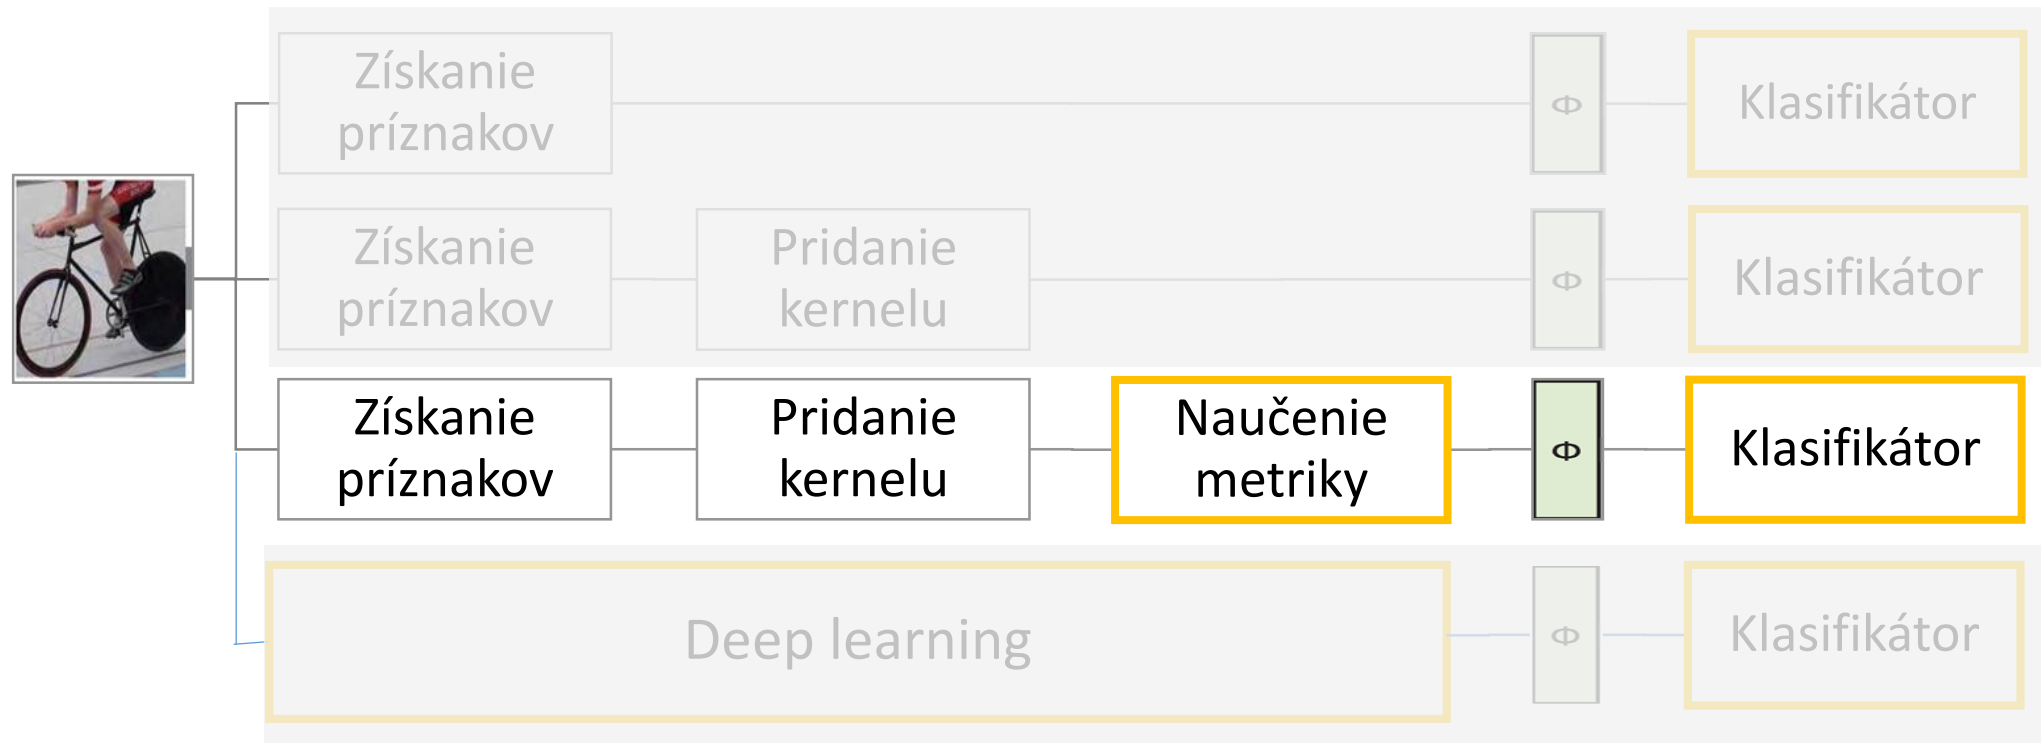 Získanie
príznakov
Φ
Klasifikátor
Získanie
príznakov
Pridanie
kernelu
Φ
Klasifikátor
Získanie
príznakov
Pridanie
kernelu
Naučenie
metriky
Φ
Klasifikátor
Deep learning
Φ
Klasifikátor